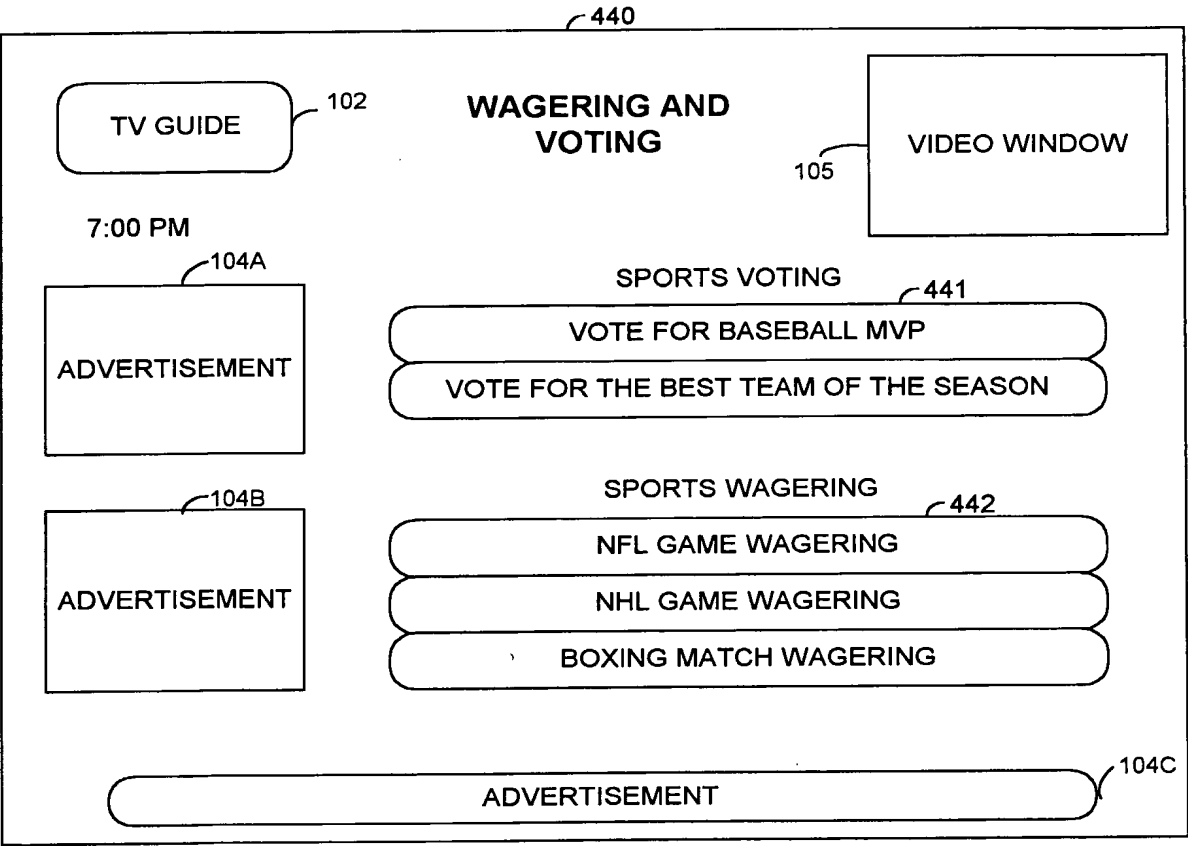 440
TV GUIDE
102
WAGERING AND
VOTING
105
VIDEO WINDOW
7:00 PM
104A
ADVERTISEMENT
SPORTS VOTING
441
VOTE FOR BASEBALL MVP
VOTE FOR THE BEST TEAM OF THE SEASON
104B
ADVERTISEMENT
SPORTS WAGERING
442
NFL GAME WAGERING
NHL GAME WAGERING
BOXING MATCH WAGERING
104C
ADVERTISEMENT